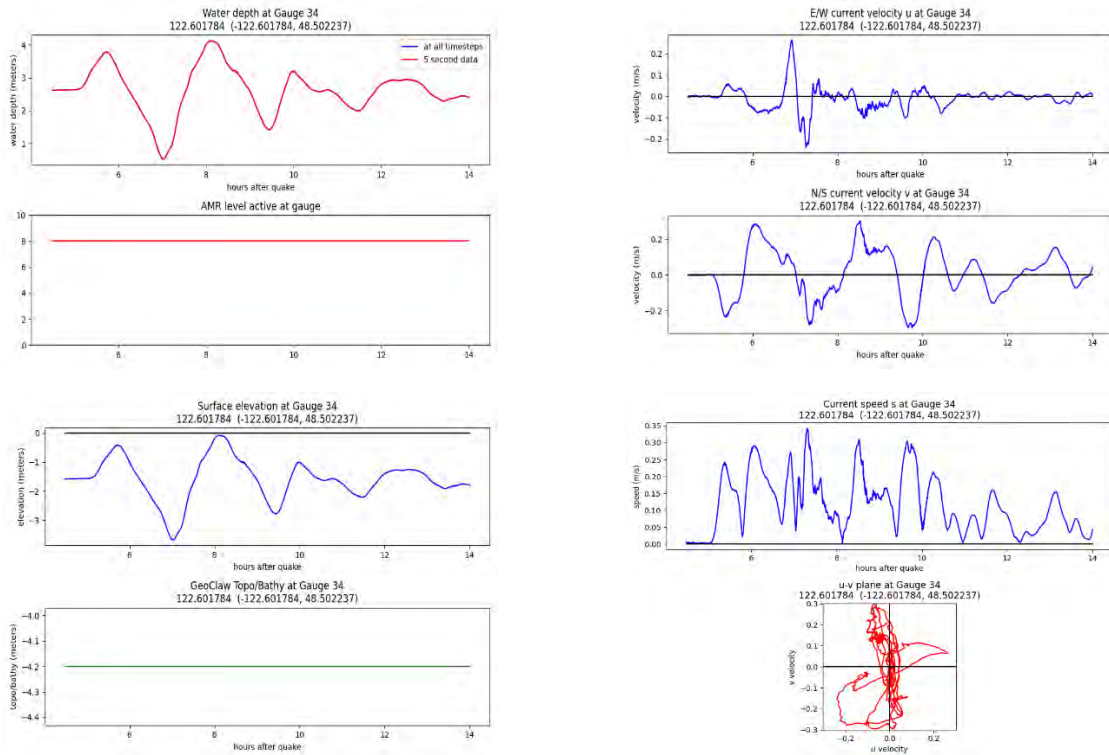 Water depth at Gauge 34
122.601784 (-122.601784, 48.502237)
at all timesteps
5 second data
4
3
2
1
water depth (meters)
6 8 10 12 14
hours after quake
AMR level active at gauge
10
8
6
4
2
0
6 8 10 12 14
Surface elevation at Gauge 34
122.601784 (-122.601784, 48.502237)
0
−1
−2
−3
elevation (meters)
6 8 10 12 14
hours after quake
GeoClaw Topo/Bathy at Gauge 34
122.601784 (-122.601784, 48.502237)
−4.0
−4.1
−4.2
−4.3
−4.4
topo/bathy (meters)
6 8 10 12 14
hours after quake
E/W current velocity u at Gauge 34
122.601784 (-122.601784, 48.502237)
0.2
0.1
0.0
−0.1
−0.2
velocity (m/s)
6 8 10 12 14
hours after quake
N/S current velocity v at Gauge 34
122.601784 (-122.601784, 48.502237)
0.2
0.0
−0.2
velocity (m/s)
6 8 10 12 14
hours after quake
Current speed s at Gauge 34
122.601784 (-122.601784, 48.502237)
0.35
0.30
0.25
0.20
0.15
0.10
0.05
0.00
speed (m/s)
6 8 10 12 14
hours after quake
u-v plane at Gauge 34
122.601784 (-122.601784, 48.502237)
0.3
0.2
0.1
0.0
−0.1
−0.2
−0.3
v velocity
−0.2 0.0 0.2
u velocity